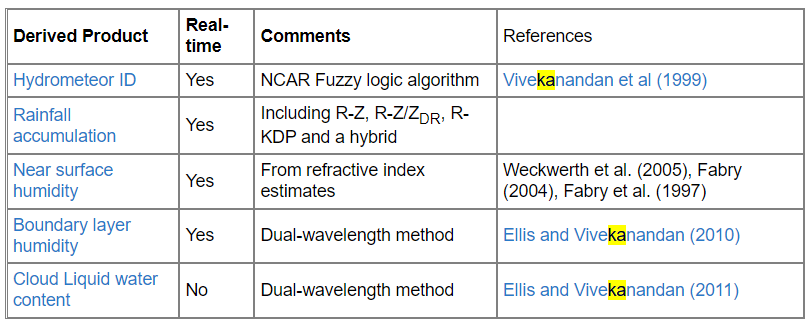 Derived Product Real-time Comments References
Hydrometeor ID Yes NCAR Fuzzy logic algorithm Vivekanandan et al (1999)
Rainfall accumulation Yes Including R-Z, R-Z/ZDR, R-KDP and a hybrid
Near surface humidity Yes From refractive index estimates Weckwerth et al. (2005), Fabry (2004), Fabry et al. (1997)
Boundary layer humidity Yes Dual-wavelength method Ellis and Vivekanandan (2010)
Cloud Liquid water content No Dual-wavelength method Ellis and Vivekanandan (2011)